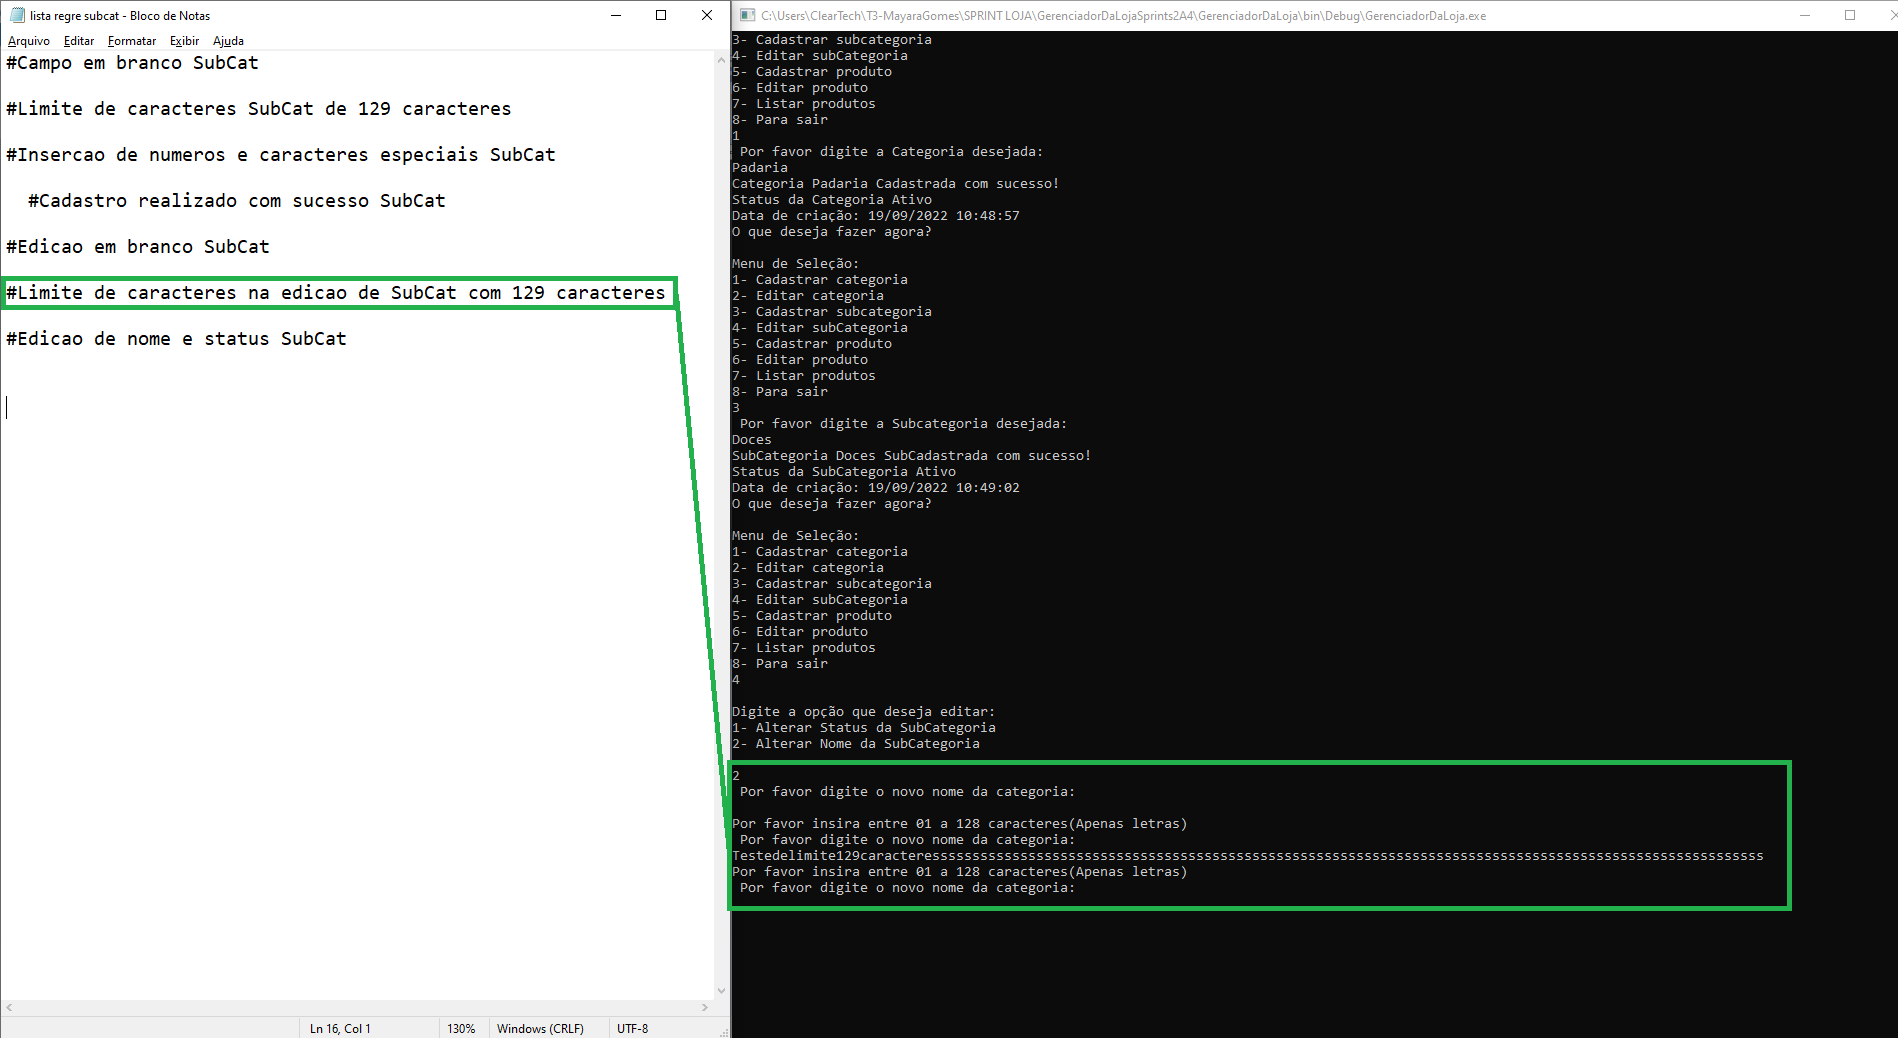 lista regre subcat - Bloco de Notas
Arquivo Editar Formatar Exibir Ajuda
#Campo em branco SubCat
#Limite de caracteres SubCat de 129 caracteres
#Insercao de numeros e caracteres especiais SubCat
#Cadastro realizado com sucesso SubCat
#Edicao em branco SubCat
#Limite de caracteres na edicao de SubCat com 129 caracteres
#Edicao de nome e status SubCat
Ln 16, Col 1 130% Windows (CRLF) UTF-8
C:\Users\ClearTech\T3-MayaraGomes\SPRINT LOJA\GerenciadorDaLojaSprints2A4\GerenciadorDaLoja\bin\Debug\GerenciadorDaLoja.exe
3- Cadastrar subcategoria
4- Editar subCategoria
5- Cadastrar produto
6- Editar produto
7- Listar produtos
8- Para sair
1
Por favor digite a Categoria desejada:
Padaria
Categoria Padaria Cadastrada com sucesso!
Status da Categoria Ativo
Data de criação: 19/09/2022 10:48:57
O que deseja fazer agora?
Menu de Seleção:
1- Cadastrar categoria
2- Editar categoria
3- Cadastrar subcategoria
4- Editar subCategoria
5- Cadastrar produto
6- Editar produto
7- Listar produtos
8- Para sair
3
Por favor digite a Subcategoria desejada:
Doces
SubCategoria Doces SubCadastrada com sucesso!
Status da SubCategoria Ativo
Data de criação: 19/09/2022 10:49:02
O que deseja fazer agora?
Menu de Seleção:
1- Cadastrar categoria
2- Editar categoria
3- Cadastrar subcategoria
4- Editar subCategoria
5- Cadastrar produto
6- Editar produto
7- Listar produtos
8- Para sair
4
Digite a opção que deseja editar:
1- Alterar Status da SubCategoria
2- Alterar Nome da SubCategoria
2
Por favor digite o novo nome da categoria:
Por favor insira entre 01 a 128 caracteres(Apenas letras)
Por favor digite o novo nome da categoria:
Testedelimite129caracteresssssssssssssssssssssssssssssssssssssssssssssssssssssssssssssssssssssssssssssssssssssssssssssssssssssssss
Por favor insira entre 01 a 128 caracteres(Apenas letras)
Por favor digite o novo nome da categoria: